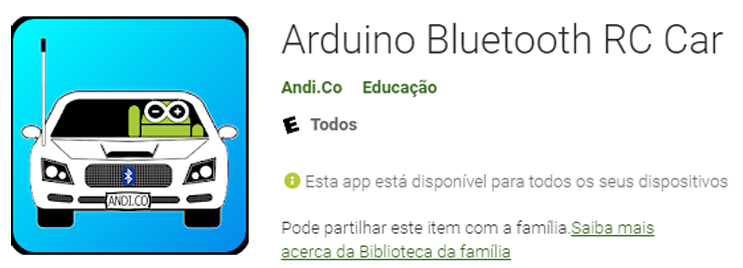 Arduino Bluetooth RC Car
Andi.Co Educação
E Todos
Esta app está disponível para todos os seus dispositivos
Pode partilhar este item com a família.Saiba mais
acerca da Biblioteca da família
ANDI.CO